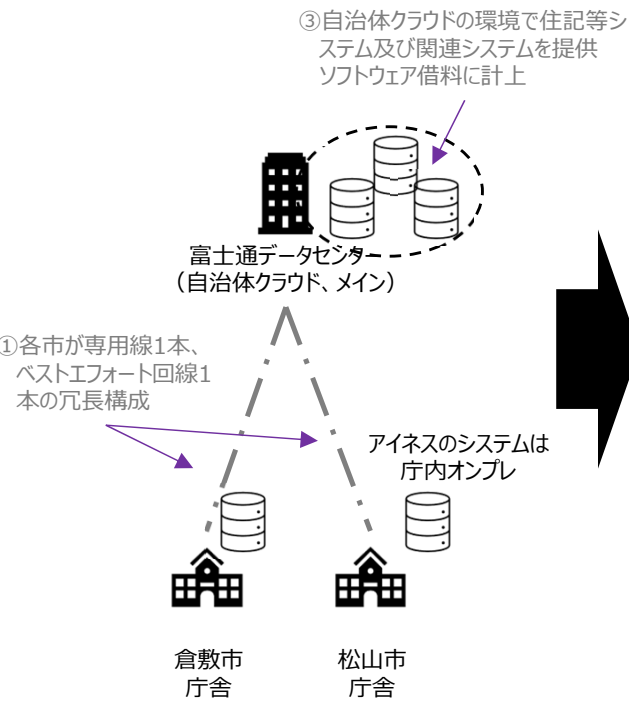 ③自治体クラウドの環境で住記等シ
ステム及び関連システムを提供
ソフトウェア借料に計上
富士通データセンター
（自治体クラウド、メイン）
①各市が専用線1本、
ベストエフォート回線1
本の冗長構成
アイネスのシステムは
庁内オンプレ
倉敷市
庁舎
松山市
庁舎